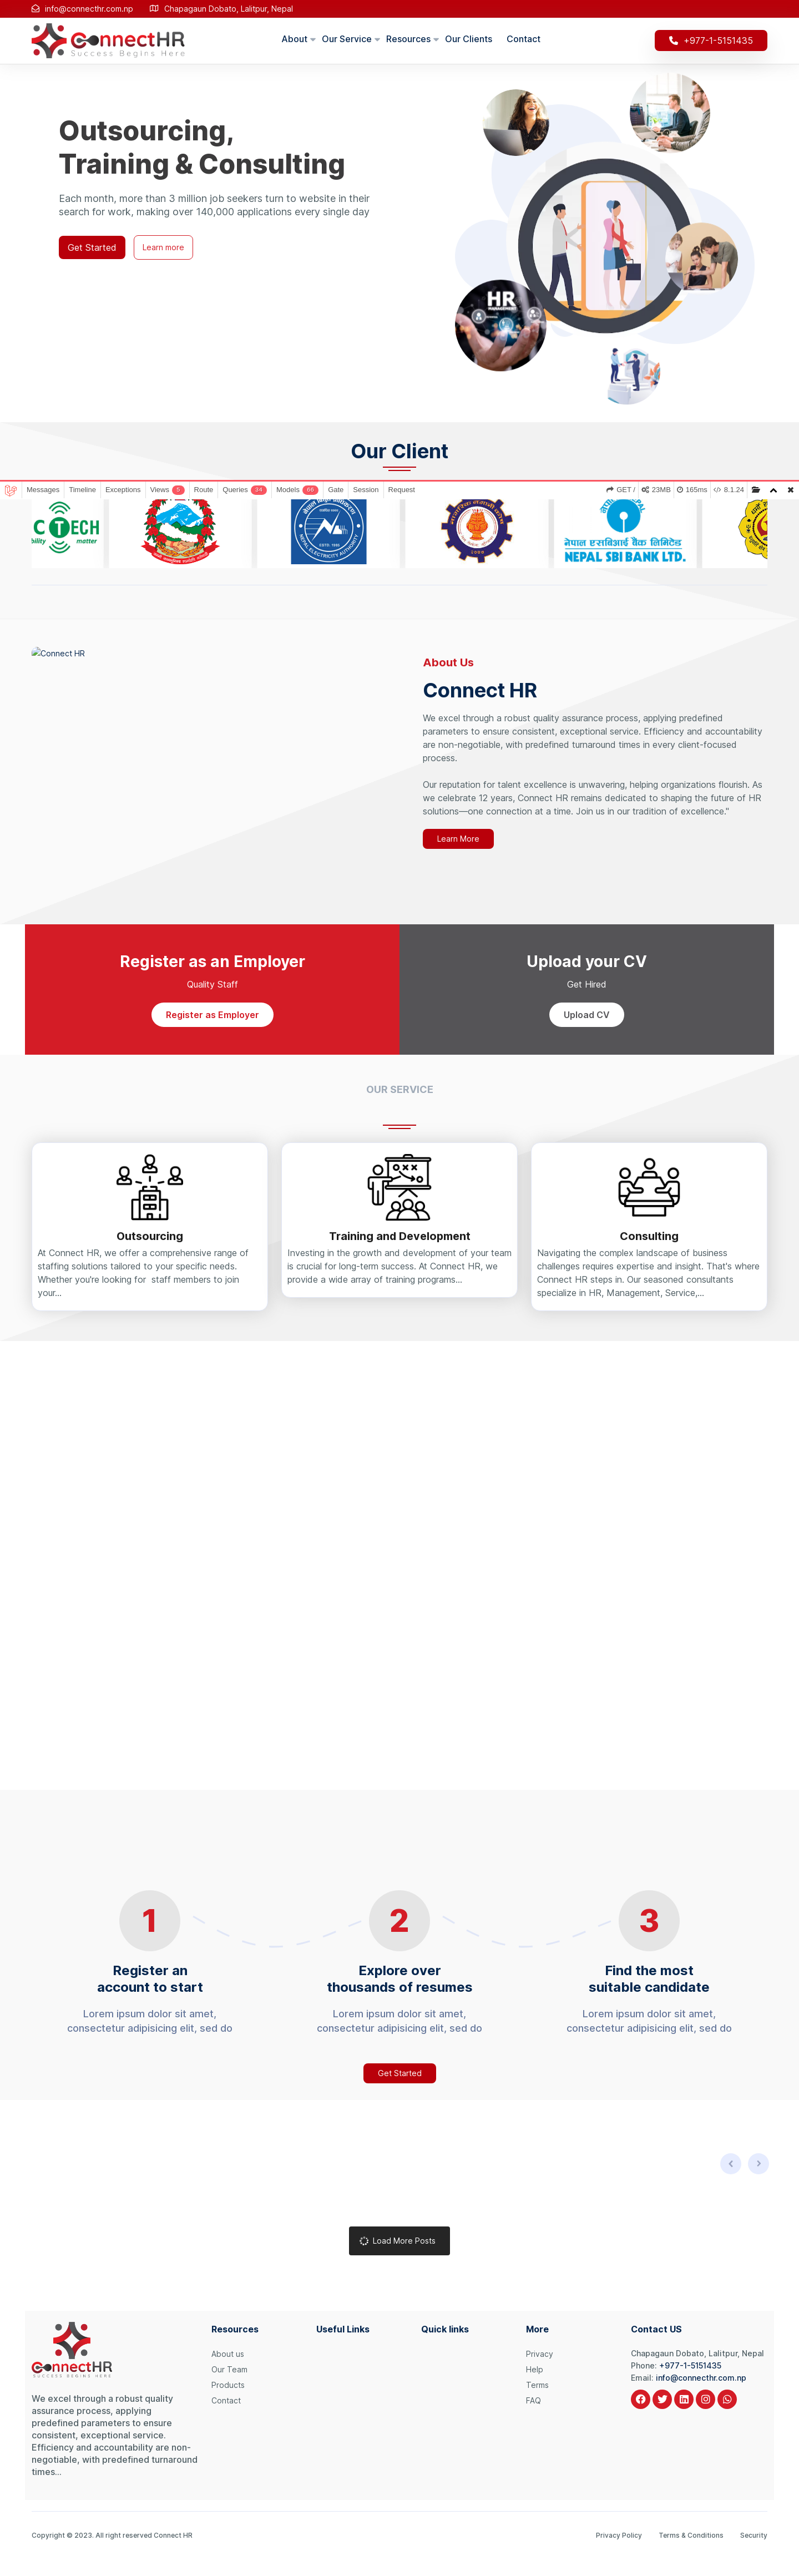 info@connecthr.com.np
Chapagaun Dobato, Lalitpur, Nepal
ConnectHR
Success Begins Here
About
Our Service
Resources
Our Clients
Contact
+977-1-5151435
Outsourcing,
Training & Consulting
Each month, more than 3 million job seekers turn to website in their
search for work, making over 140,000 applications every single day
Get Started
Learn more
HR
MANAGEMENT
Our Client
Messages
Timeline
Exceptions
Views 5
Route
Queries 34
Models 66
Gate
Session
Request
GET /
23MB
165ms
8.1.24
C TECH
bility
matter
NEPAL ELECTRICITY AUTHORITY
नेपाल एसबिआई बैंक लिमिटेड
NEPAL SBI BANK LTD.
Connect HR
About Us
Connect HR
We excel through a robust quality assurance process, applying predefined
parameters to ensure consistent, exceptional service. Efficiency and accountability
are non-negotiable, with predefined turnaround times in every client-focused
process.
Our reputation for talent excellence is unwavering, helping organizations flourish. As
we celebrate 12 years, Connect HR remains dedicated to shaping the future of HR
solutions—one connection at a time. Join us in our tradition of excellence."
Learn More
Register as an Employer
Quality Staff
Register as Employer
Upload your CV
Get Hired
Upload CV
OUR SERVICE
Outsourcing
At Connect HR, we offer a comprehensive range of
staffing solutions tailored to your specific needs.
Whether you're looking for  staff members to join
your...
Training and Development
Investing in the growth and development of your team
is crucial for long-term success. At Connect HR, we
provide a wide array of training programs...
Consulting
Navigating the complex landscape of business
challenges requires expertise and insight. That's where
Connect HR steps in. Our seasoned consultants
specialize in HR, Management, Service,...
1
Register an
account to start
Lorem ipsum dolor sit amet,
consectetur adipisicing elit, sed do
2
Explore over
thousands of resumes
Lorem ipsum dolor sit amet,
consectetur adipisicing elit, sed do
3
Find the most
suitable candidate
Lorem ipsum dolor sit amet,
consectetur adipisicing elit, sed do
Get Started
Load More Posts
ConnectHR
SUCCESS BEGINS HERE
We excel through a robust quality
assurance process, applying
predefined parameters to ensure
consistent, exceptional service.
Efficiency and accountability are non-
negotiable, with predefined turnaround
times...
Resources
About us
Our Team
Products
Contact
Useful Links
Quick links
More
Privacy
Help
Terms
FAQ
Contact US
Chapagaun Dobato, Lalitpur, Nepal
Phone: +977-1-5151435
Email: info@connecthr.com.np
Copyright © 2023. All right reserved Connect HR
Privacy Policy
Terms & Conditions
Security